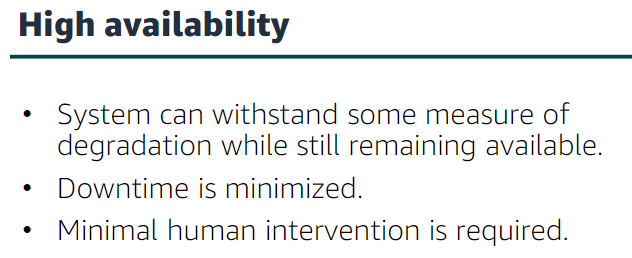 High availability
• System can withstand some measure of
degradation while still remaining available.
• Downtime is minimized.
• Minimal human intervention is required.